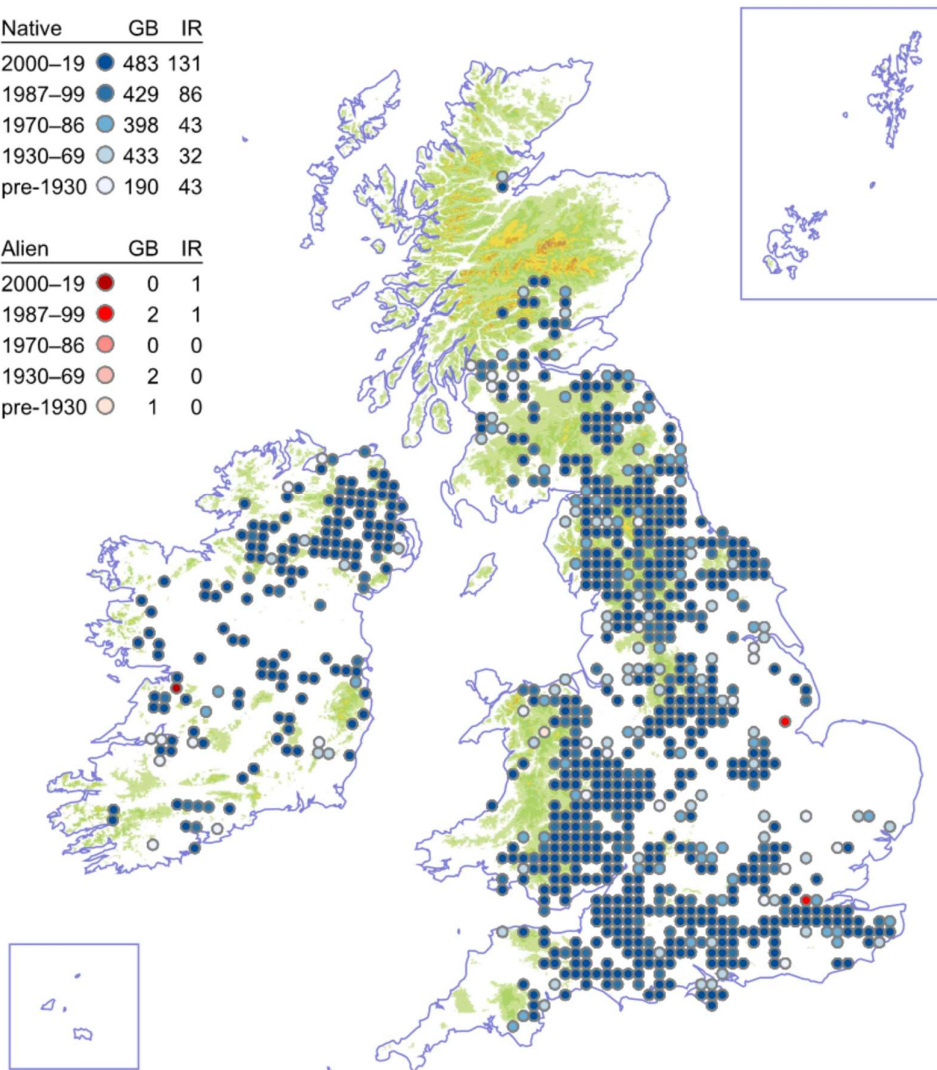 Native GB IR
2000–19 483 131
1987–99 429 86
1970–86 398 43
1930–69 433 32
pre-1930 190 43
Alien GB IR
2000–19 0 1
1987–99 2 1
1970–86 0 0
1930–69 2 0
pre-1930 1 0